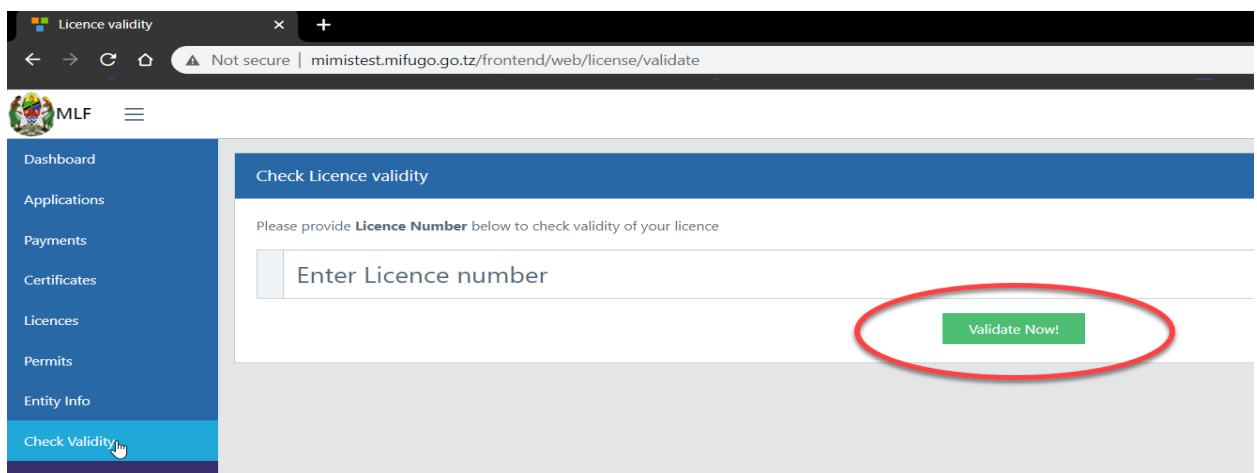 Licence validity
Not secure | mimistest.mifugo.go.tz/frontend/web/license/validate
MLF
Dashboard
Applications
Payments
Certificates
Licences
Permits
Entity Info
Check Validity
Check Licence validity
Please provide Licence Number below to check validity of your licence
Enter Licence number
Validate Now!